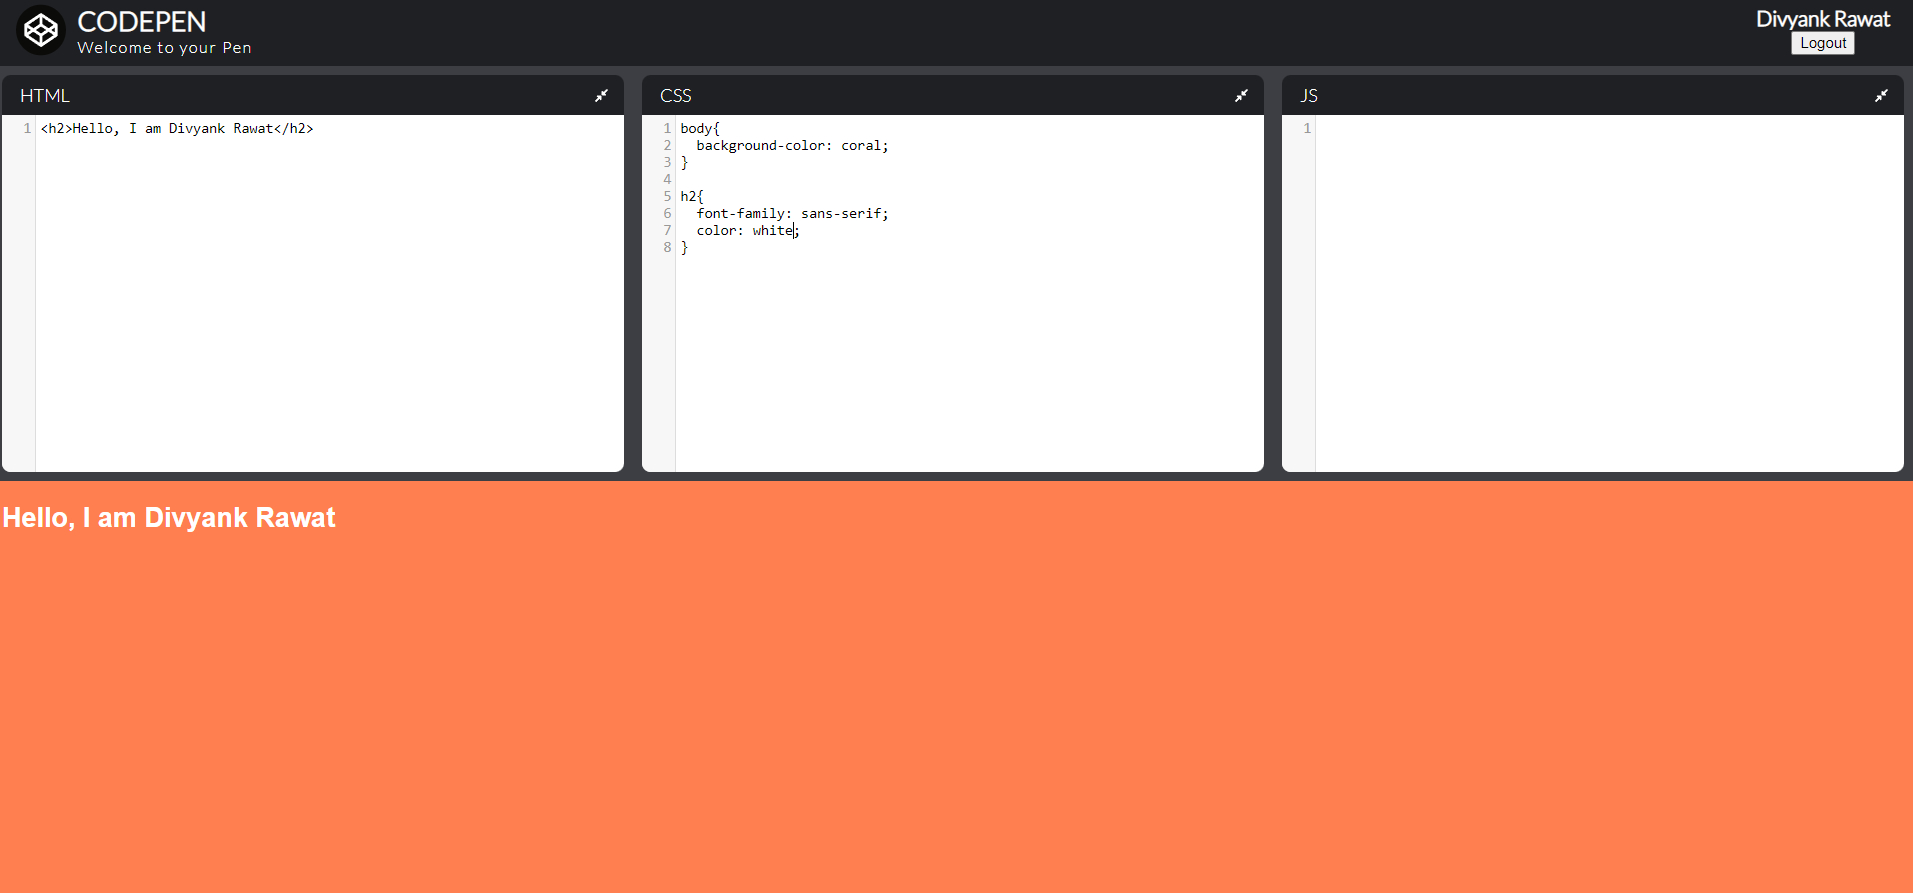 CODEPEN
Welcome to your Pen
Divyank Rawat
Logout
HTML
1 <h2>Hello, I am Divyank Rawat</h2>
CSS
1 body{
2   background-color: coral;
3 }
4
5 h2{
6   font-family: sans-serif;
7   color: white;
8 }
JS
1
Hello, I am Divyank Rawat